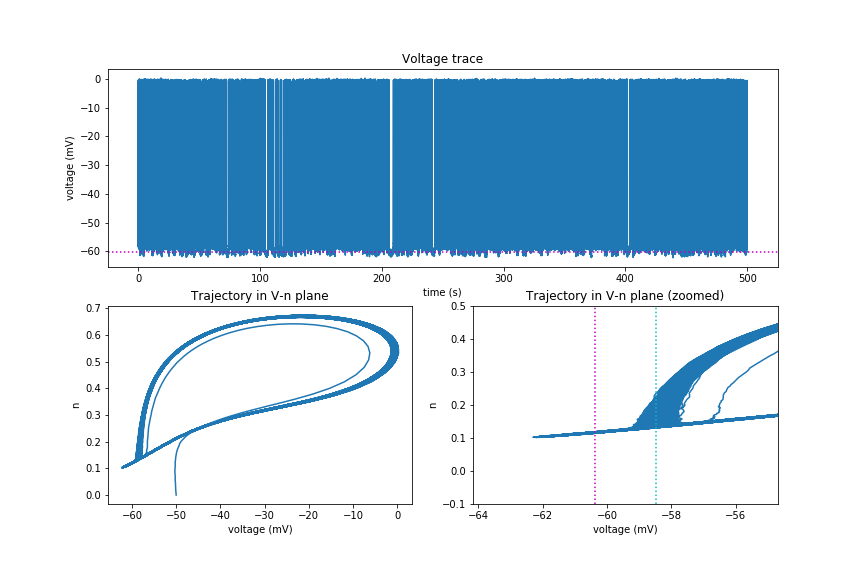 Voltage trace
voltage (mV)
0
−10
−20
−30
−40
−50
−60
0 100 200 300 400 500
time (s)
Trajectory in V-n plane
n
0.7
0.6
0.5
0.4
0.3
0.2
0.1
0.0
−60 −50 −40 −30 −20 −10 0
voltage (mV)
Trajectory in V-n plane (zoomed)
n
0.5
0.4
0.3
0.2
0.1
0.0
−0.1
−64 −62 −60 −58 −56
voltage (mV)